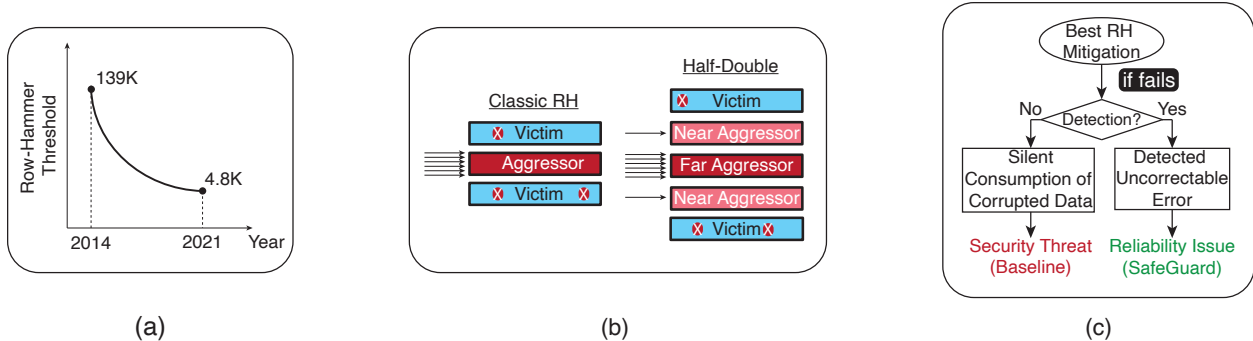 Row-Hammer
Threshold
139K
4.8K
2014
2021
Year
(a)
Classic RH
Victim
Aggressor
Victim
Half-Double
Victim
Near Aggressor
Far Aggressor
Near Aggressor
Victim
(b)
Best RH
Mitigation
if fails
No
Detection?
Yes
Silent
Consumption of
Corrupted Data
Detected
Uncorrectable
Error
Security Threat
(Baseline)
Reliability Issue
(SafeGuard)
(c)